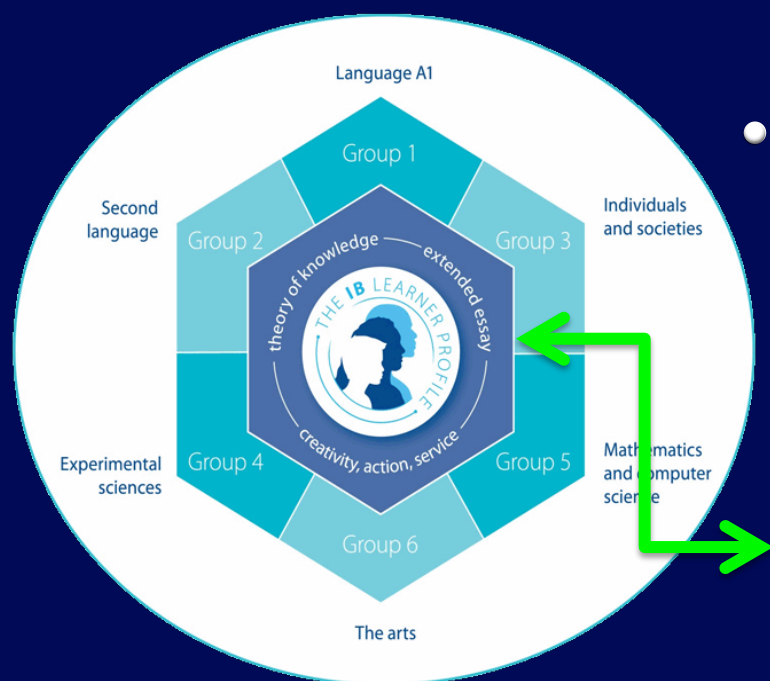 Language A1
Group 1
Second
language
Group 2
Individuals
and societies
Group 3
theory of knowledge
extended essay
THE IB LEARNER PROFILE
creativity, action, service
Experimental
sciences
Group 4
Group 5
Mathematics
and computer
science
Group 6
The arts